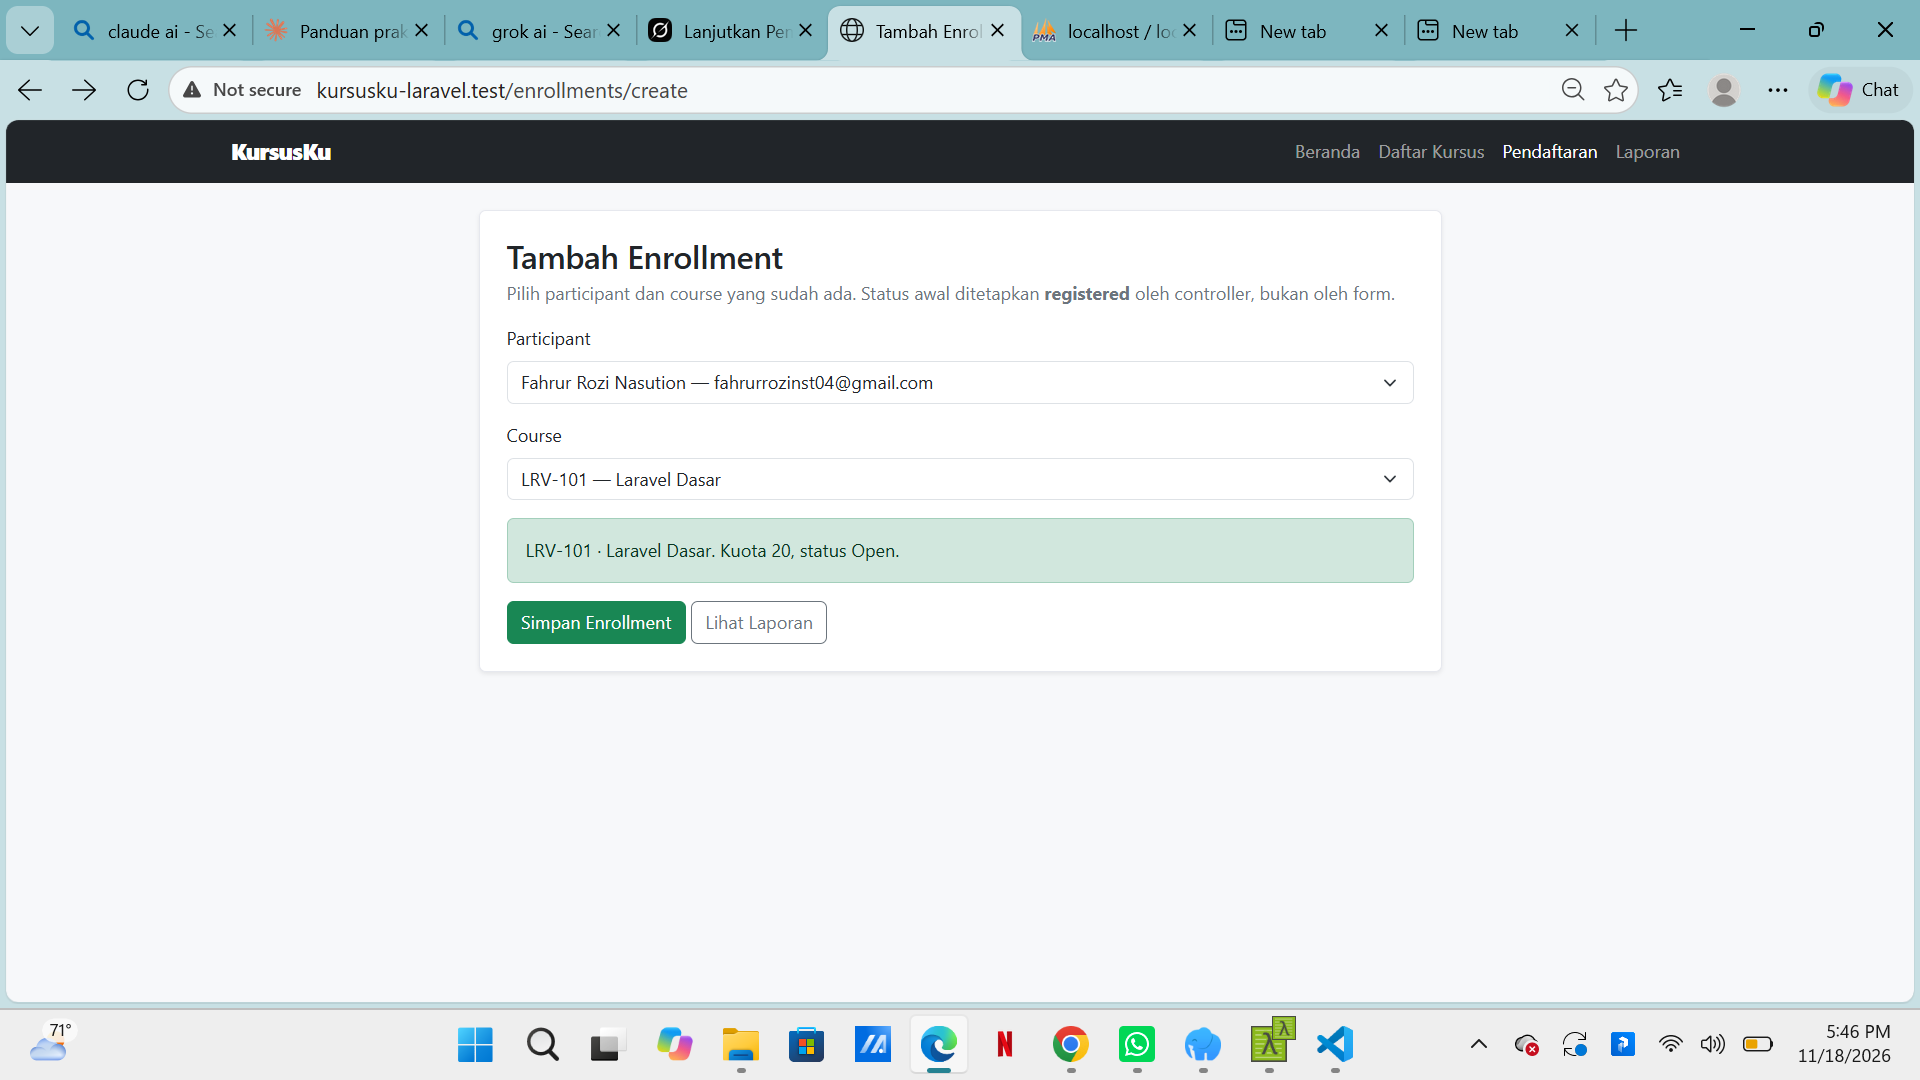 claude ai - Se
Panduan prak
grok ai - Sear
Lanjutkan Per
Tambah Enrol
localhost / loc
New tab
New tab
Not secure
kursusku-laravel.test/enrollments/create
Chat
KursusKu
Beranda
Daftar Kursus
Pendaftaran
Laporan
Tambah Enrollment
Pilih participant dan course yang sudah ada. Status awal ditetapkan registered oleh controller, bukan oleh form.
Participant
Fahrur Rozi Nasution — fahrurrozinst04@gmail.com
Course
LRV-101 — Laravel Dasar
LRV-101 · Laravel Dasar. Kuota 20, status Open.
Simpan Enrollment
Lihat Laporan
71°
5:46 PM
11/18/2026